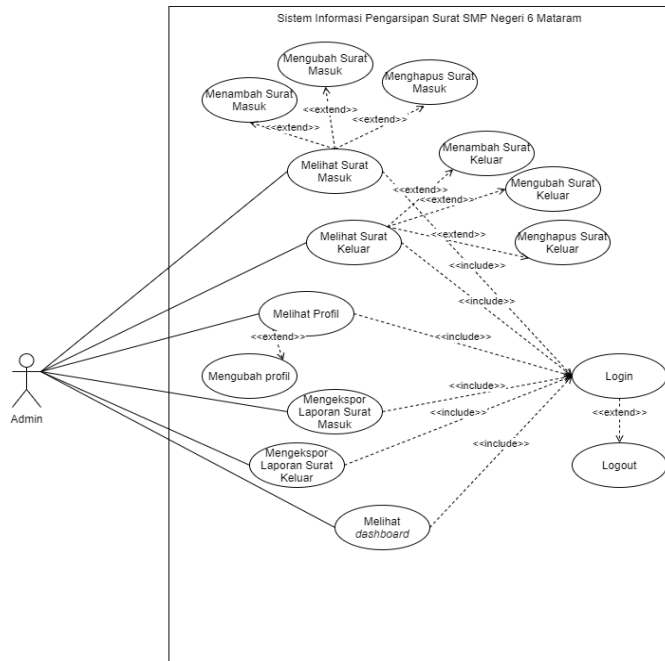 Sistem Informasi Pengarsipan Surat SMP Negeri 6 Mataram
Mengubah Surat
Masuk
Menghapus Surat
Masuk
Menambah Surat
Masuk
<<extend>>
<<extend>>
<<extend>>
Menambah Surat
Keluar
Melihat Surat
Masuk
Mengubah Surat
Keluar
<<extend>>
<<extend>>
Melihat Surat
Keluar
Menghapus Surat
Keluar
<<extend>>
<<include>>
<<include>>
Melihat Profil
<<extend>>
<<include>>
Mengubah profil
Admin
Login
<<include>>
Mengekspor
Laporan Surat
Masuk
<<include>>
<<extend>>
Mengekspor
Laporan Surat
Keluar
<<include>>
Logout
Melihat
dashboard